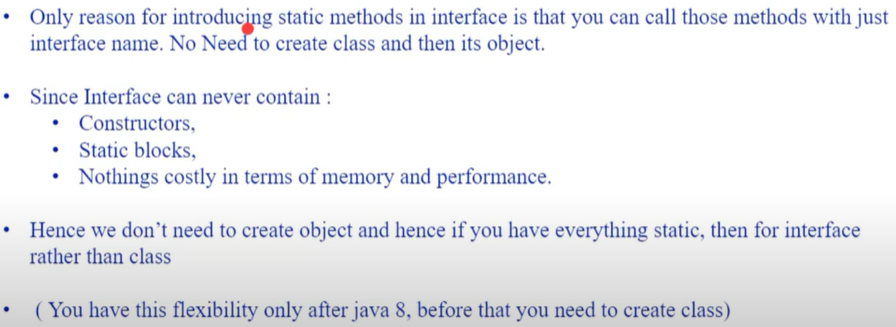 • Only reason for introducing static methods in interface is that you can call those methods with just
interface name. No Need to create class and then its object.
• Since Interface can never contain :
• Constructors,
• Static blocks,
• Nothings costly in terms of memory and performance.
• Hence we don't need to create object and hence if you have everything static, then for interface
rather than class
• ( You have this flexibility only after java 8, before that you need to create class)